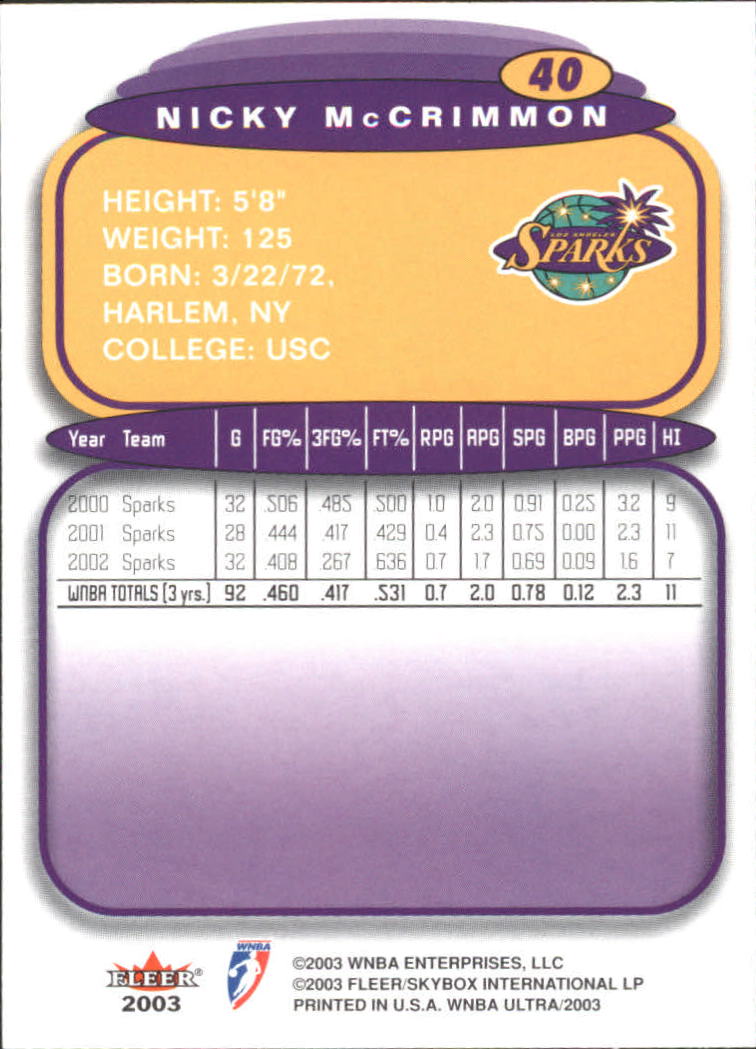 40
NICKY McCRIMMON
HEIGHT: 5'8"
WEIGHT: 125
BORN: 3/22/72,
HARLEM, NY
COLLEGE: USC
LOS ANGELES
SPARKS
Year Team G FG% 3FG% FT% RPG APG SPG BPG PPG HI
2000 Sparks 32 .506 .485 .500 1.0 2.0 0.91 0.25 3.2 9
2001 Sparks 28 .444 .417 .429 0.4 2.3 0.75 0.00 2.3 11
2002 Sparks 32 .408 .267 .636 0.7 1.7 0.69 0.09 1.6 7
WNBA TOTALS (3 yrs.) 92 .460 .417 .531 0.7 2.0 0.78 0.12 2.3 11
FLEER®
2003
WNBA
©2003 WNBA ENTERPRISES, LLC
©2003 FLEER/SKYBOX INTERNATIONAL LP
PRINTED IN U.S.A. WNBA ULTRA/2003